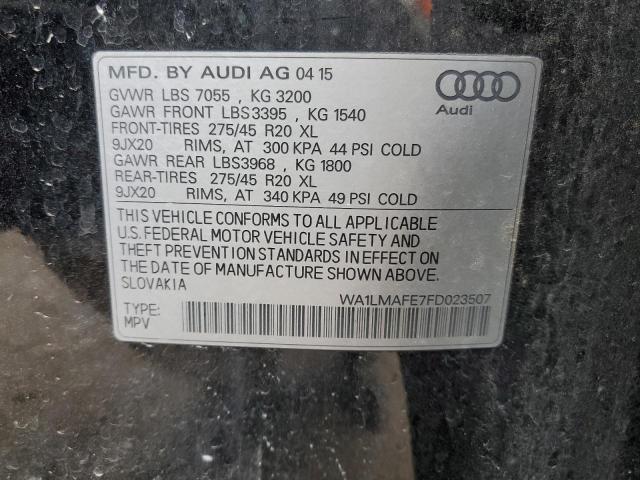 MFD. BY AUDI AG 04 15
GVWR LBS 7055 , KG 3200
GAWR FRONT LBS3395 , KG 1540
FRONT-TIRES 275/45 R20 XL
9JX20 RIMS, AT 300 KPA 44 PSI COLD
GAWR REAR LBS3968 , KG 1800
REAR-TIRES 275/45 R20 XL
9JX20 RIMS, AT 340 KPA 49 PSI COLD
Audi
THIS VEHICLE CONFORMS TO ALL APPLICABLE
U.S. FEDERAL MOTOR VEHICLE SAFETY AND
THEFT PREVENTION STANDARDS IN EFFECT ON
THE DATE OF MANUFACTURE SHOWN ABOVE.
SLOVAKIA
WA1LMAFE7FD023507
TYPE:
MPV